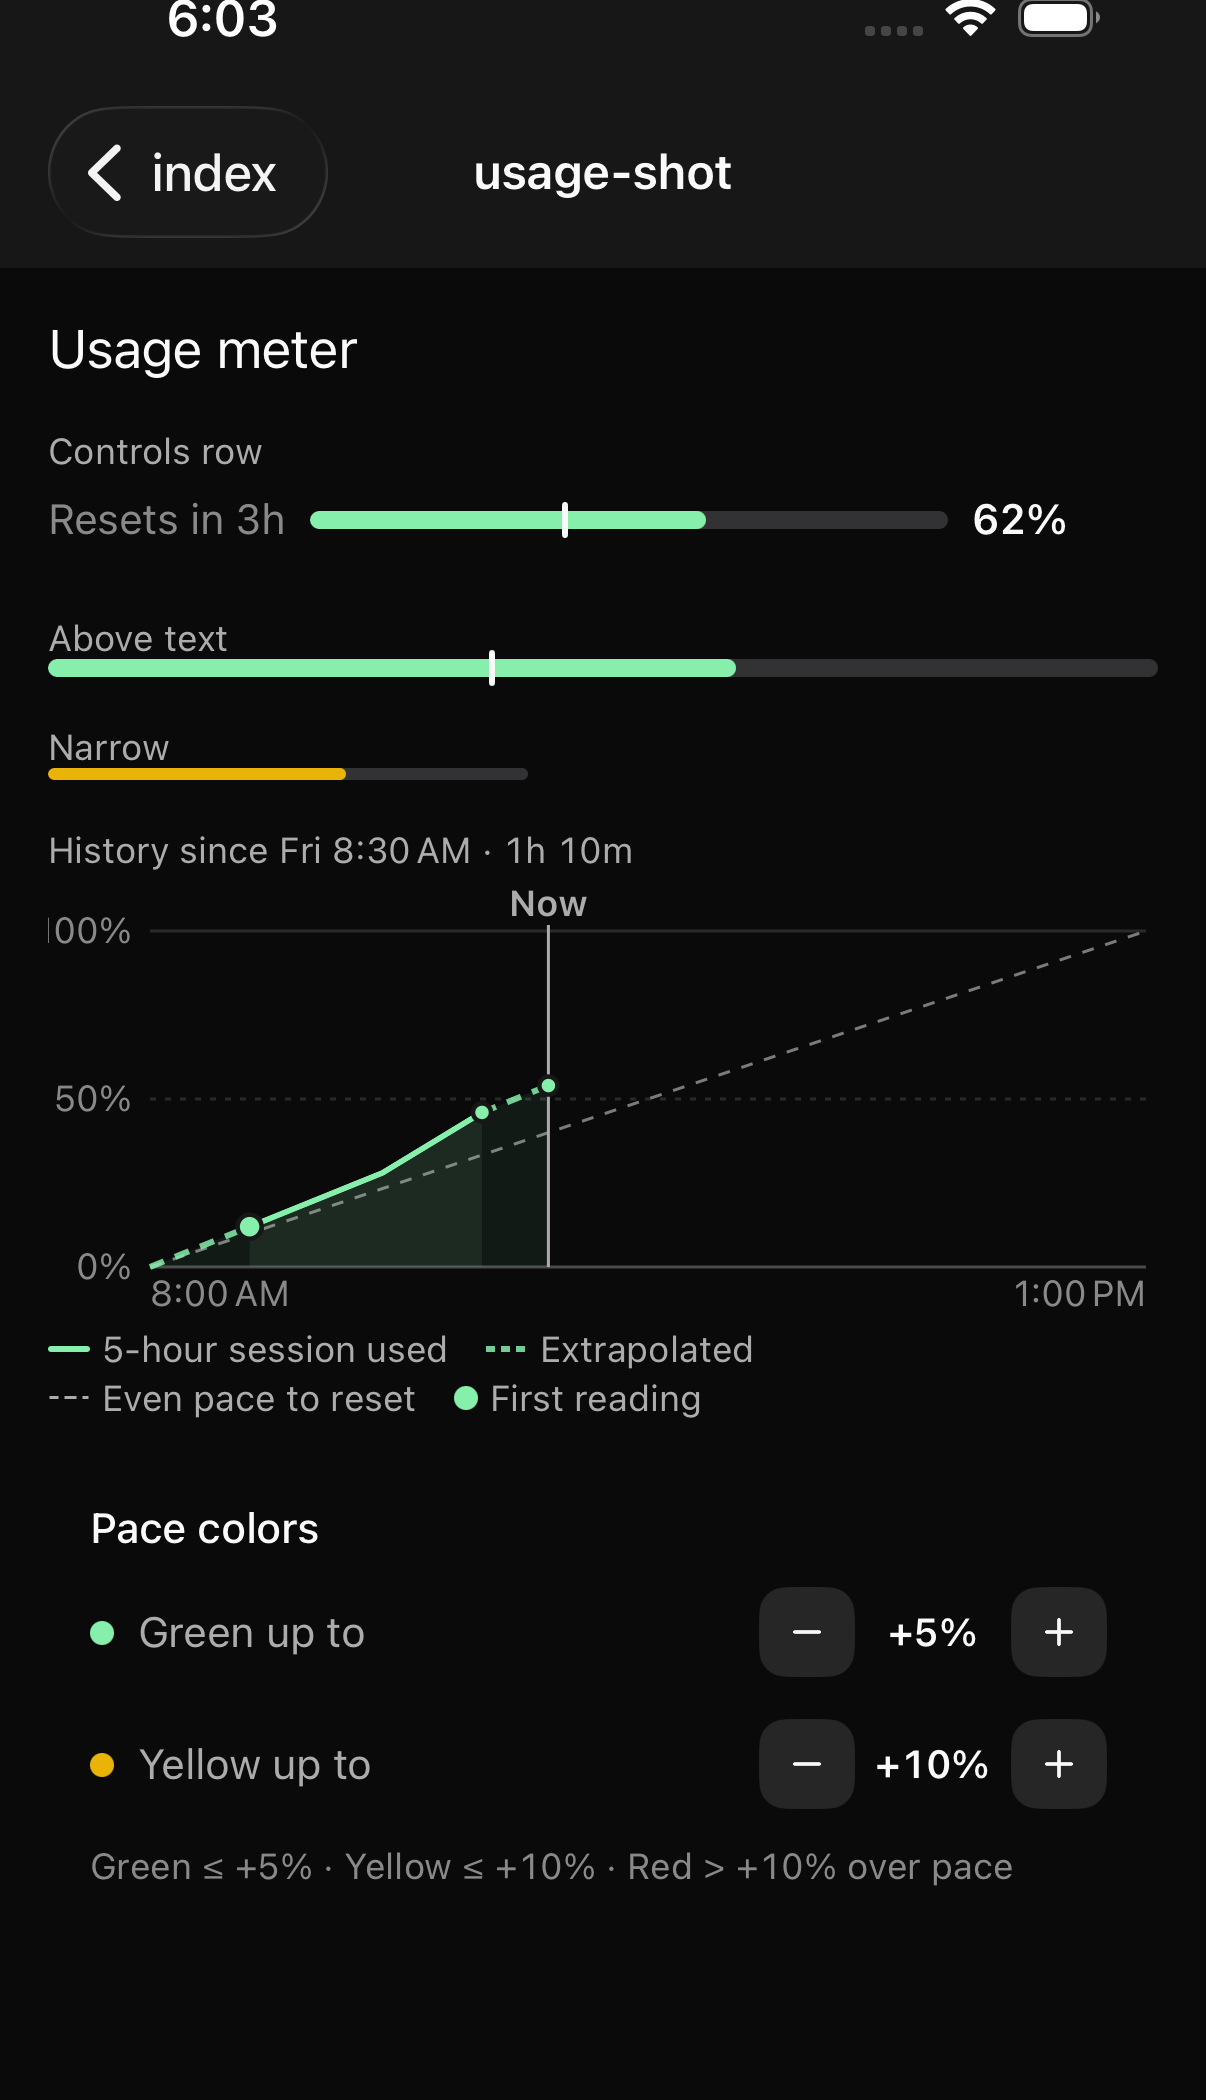 6:03
index
usage-shot
Usage meter
Controls row
Resets in 3h 62%
Above text
Narrow
History since Fri 8:30 AM · 1h 10m
Now
100%
50%
0%
8:00 AM 1:00 PM
5-hour session used Extrapolated
Even pace to reset First reading
Pace colors
Green up to − +5% +
Yellow up to − +10% +
Green ≤ +5% · Yellow ≤ +10% · Red > +10% over pace